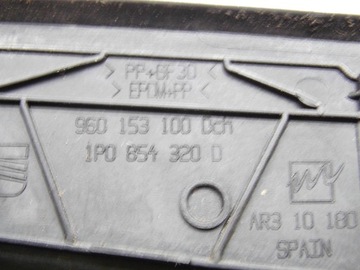 > PP+GF30 <
> EPDM+PP <
960 153 100 Dch
1P0 854 320 D
AR3 10 180
SPAIN